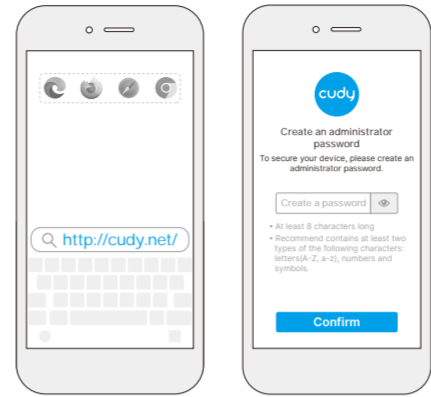 http://cudy.net/
cudy
Create an administrator
password
To secure your device, please create an
administrator password.
Create a password
• At least 8 characters long
• Recommend contains at least two
types of the following characters:
letters(A-Z, a-z), numbers and
symbols.
Confirm